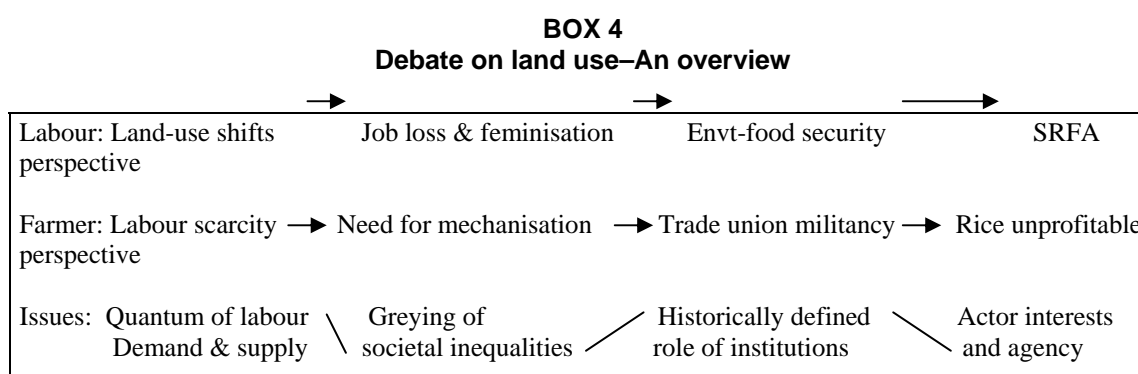 BOX 4
Debate on land use–An overview
Labour: Land-use shifts → Job loss & feminisation → Envt-food security → SRFA
perspective
Farmer: Labour scarcity → Need for mechanisation → Trade union militancy → Rice unprofitable
perspective
Issues: Quantum of labour Greying of Historically defined Actor interests
Demand & supply societal inequalities role of institutions and agency